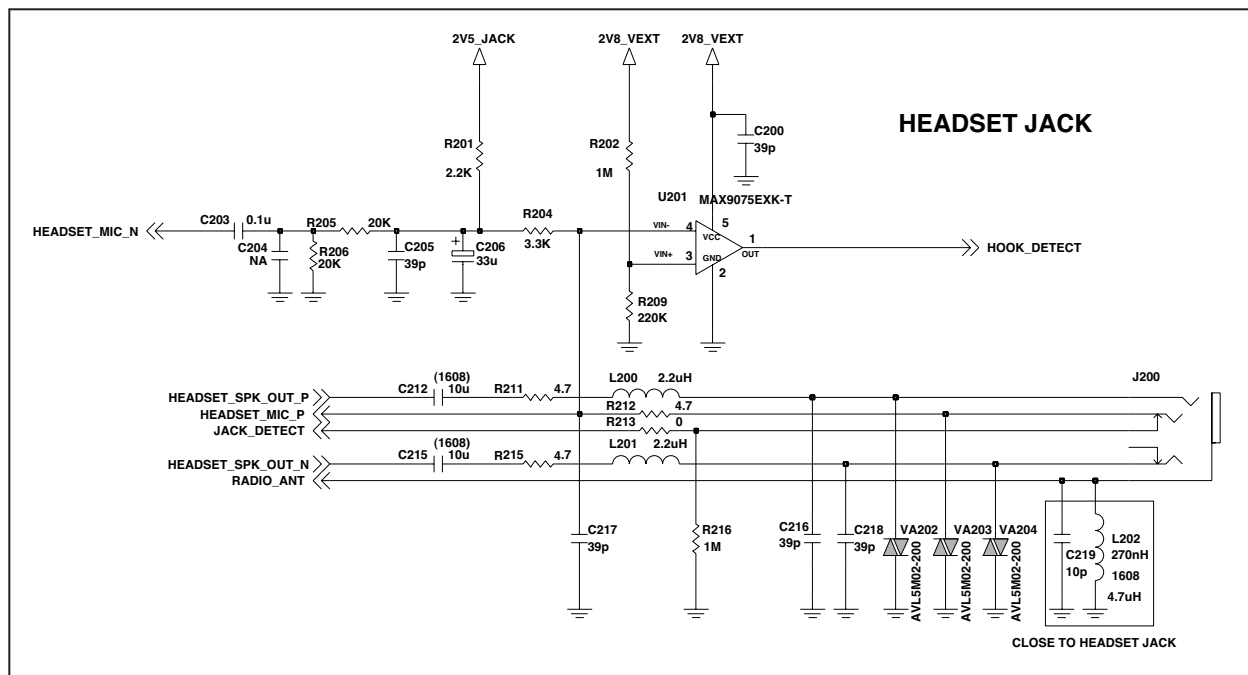 2V5_JACK 2V8_VEXT 2V8_VEXT
HEADSET JACK
C200
39p
R201
2.2K
R202
1M
U201
MAX9075EXK-T
C203 0.1u R205 20K
HEADSET_MIC_N
C204
NA
R206
20K
C205
39p
+
C206
33u
R204
3.3K
VIN- 4 5
VCC
1
OUT
HOOK_DETECT
VIN+ 3 GND
2
R209
220K
(1608)
HEADSET_SPK_OUT_P C212 10u R211 4.7 L200 2.2uH J200
HEADSET_MIC_P R212 4.7
JACK_DETECT R213 0
(1608)
HEADSET_SPK_OUT_N C215 10u R215 4.7 L201 2.2uH
RADIO_ANT
C217
39p
R216
1M
C216
39p
C218
39p
VA202
AVL5M02-200
VA203
AVL5M02-200
VA204
AVL5M02-200
C219
10p
L202
270nH
1608
4.7uH
CLOSE TO HEADSET JACK